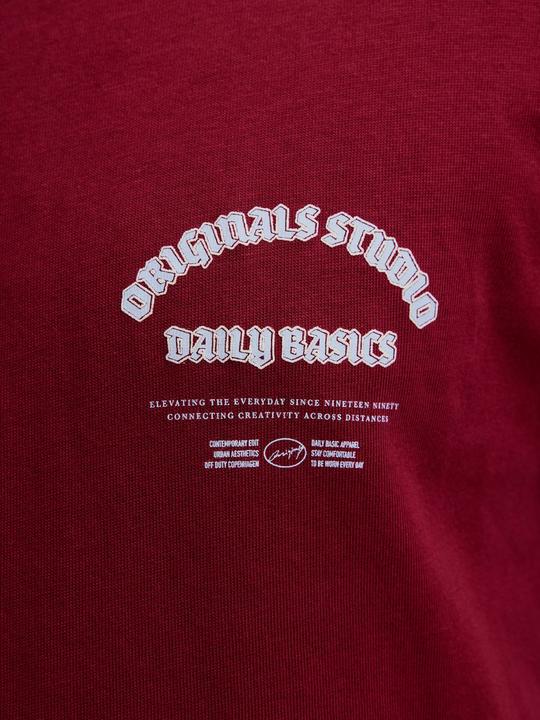 ORIGINALS STUDIO
DAILY BASICS
ELEVATING THE EVERYDAY SINCE NINETEEN NINETY
CONNECTING CREATIVITY ACROSS DISTANCES
CONTEMPORARY EDIT
URBAN AESTHETICS
OFF DUTY COPENHAGEN
Originals
DAILY BASIC APPAREL
STAY COMFORTABLE
TO BE WORN EVERY DAY